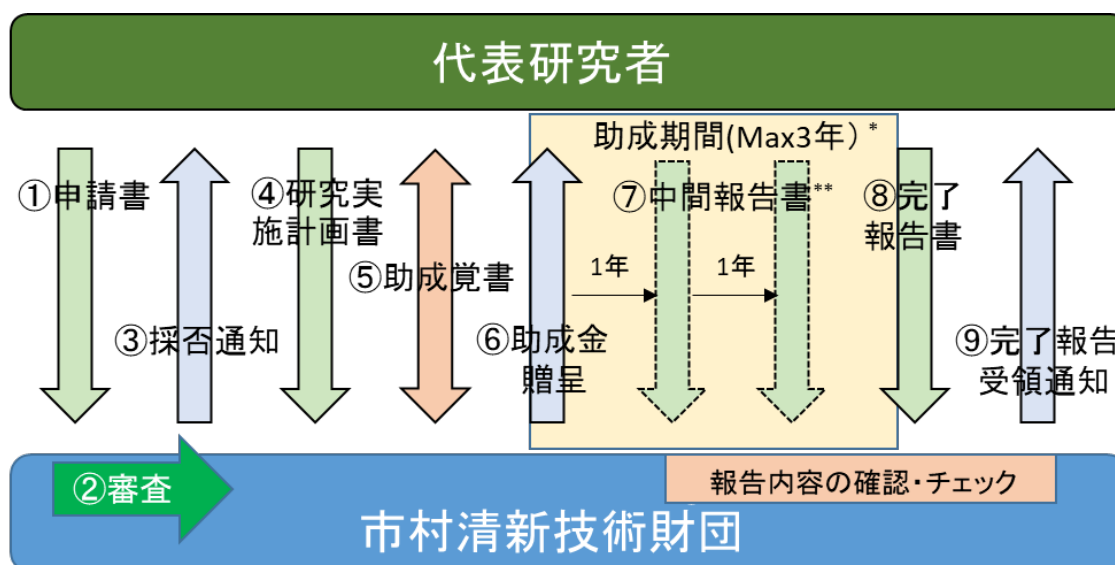 代表研究者
助成期間(Max3年)*
①申請書
④研究実
施計画書
⑦中間報告書**
⑧完了
報告書
⑤助成覚書
1年
1年
③採否通知
⑥助成金
贈呈
⑨完了報告
受領通知
②審査
報告内容の確認・チェック
市村清新技術財団